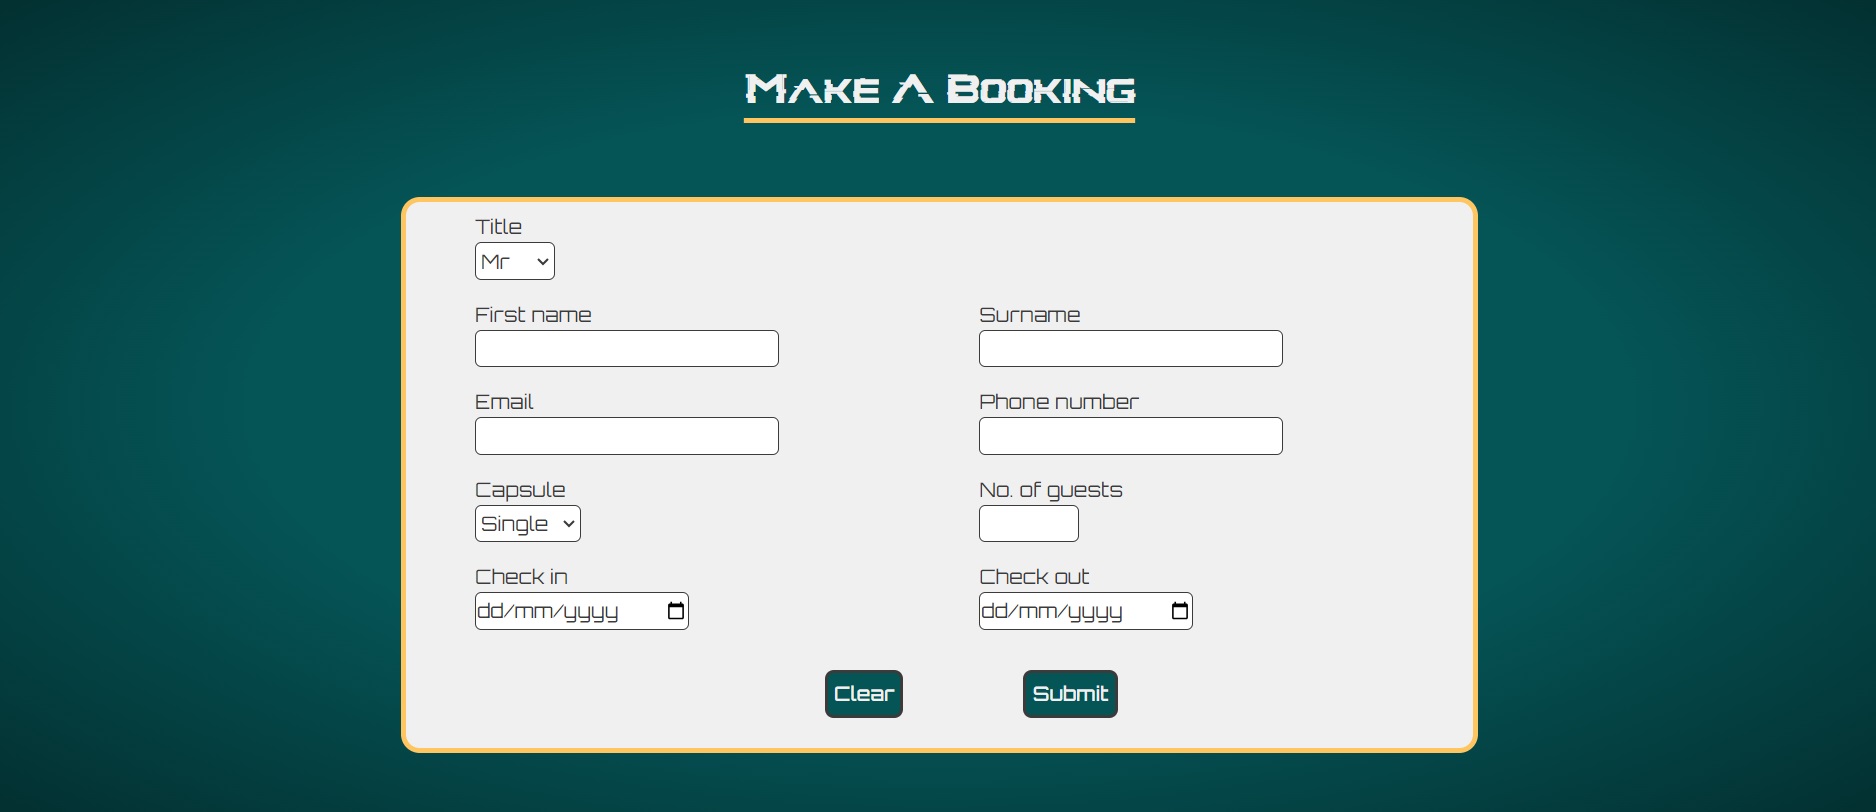 Make A Booking
Title
Mr
First name Surname
Email Phone number
Capsule No. of guests
Single
Check in Check out
dd/mm/yyyy dd/mm/yyyy
Clear Submit